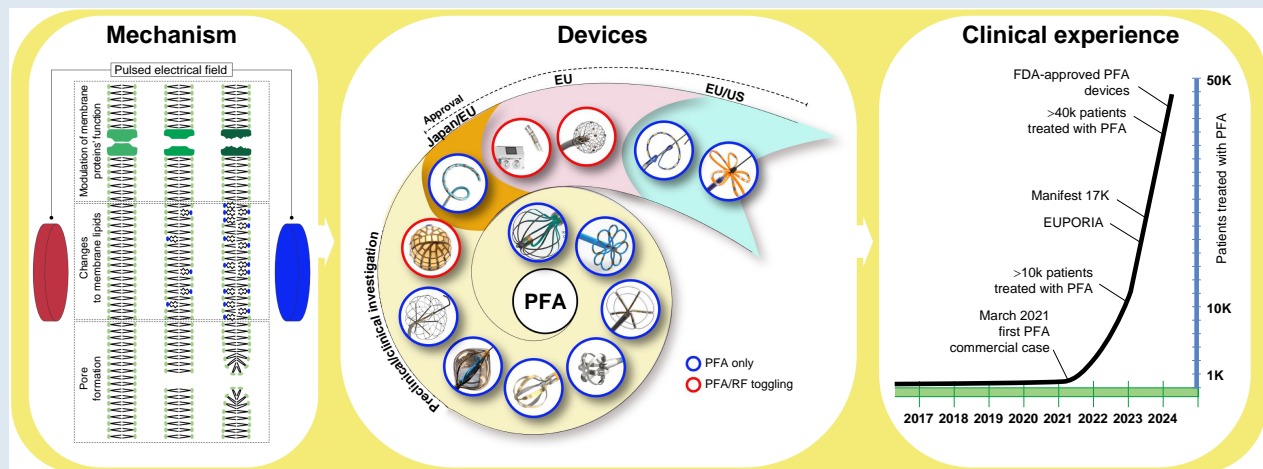 Mechanism
Pulsed electrical field
Modulation of membrane
proteins' function
Changes
to membrane lipids
Pore
formation
Devices
Approval
Japan/EU
EU
EU/US
Preclinical/clinical investigation
PFA
PFA only
PFA/RF toggling
Clinical experience
FDA-approved PFA
devices
>40k patients
treated with PFA
Manifest 17K
EUPORIA
>10k patients
treated with PFA
March 2021
first PFA
commercial case
50K
10K
1K
Patients treated with PFA
2017 2018 2019 2020 2021 2022 2023 2024